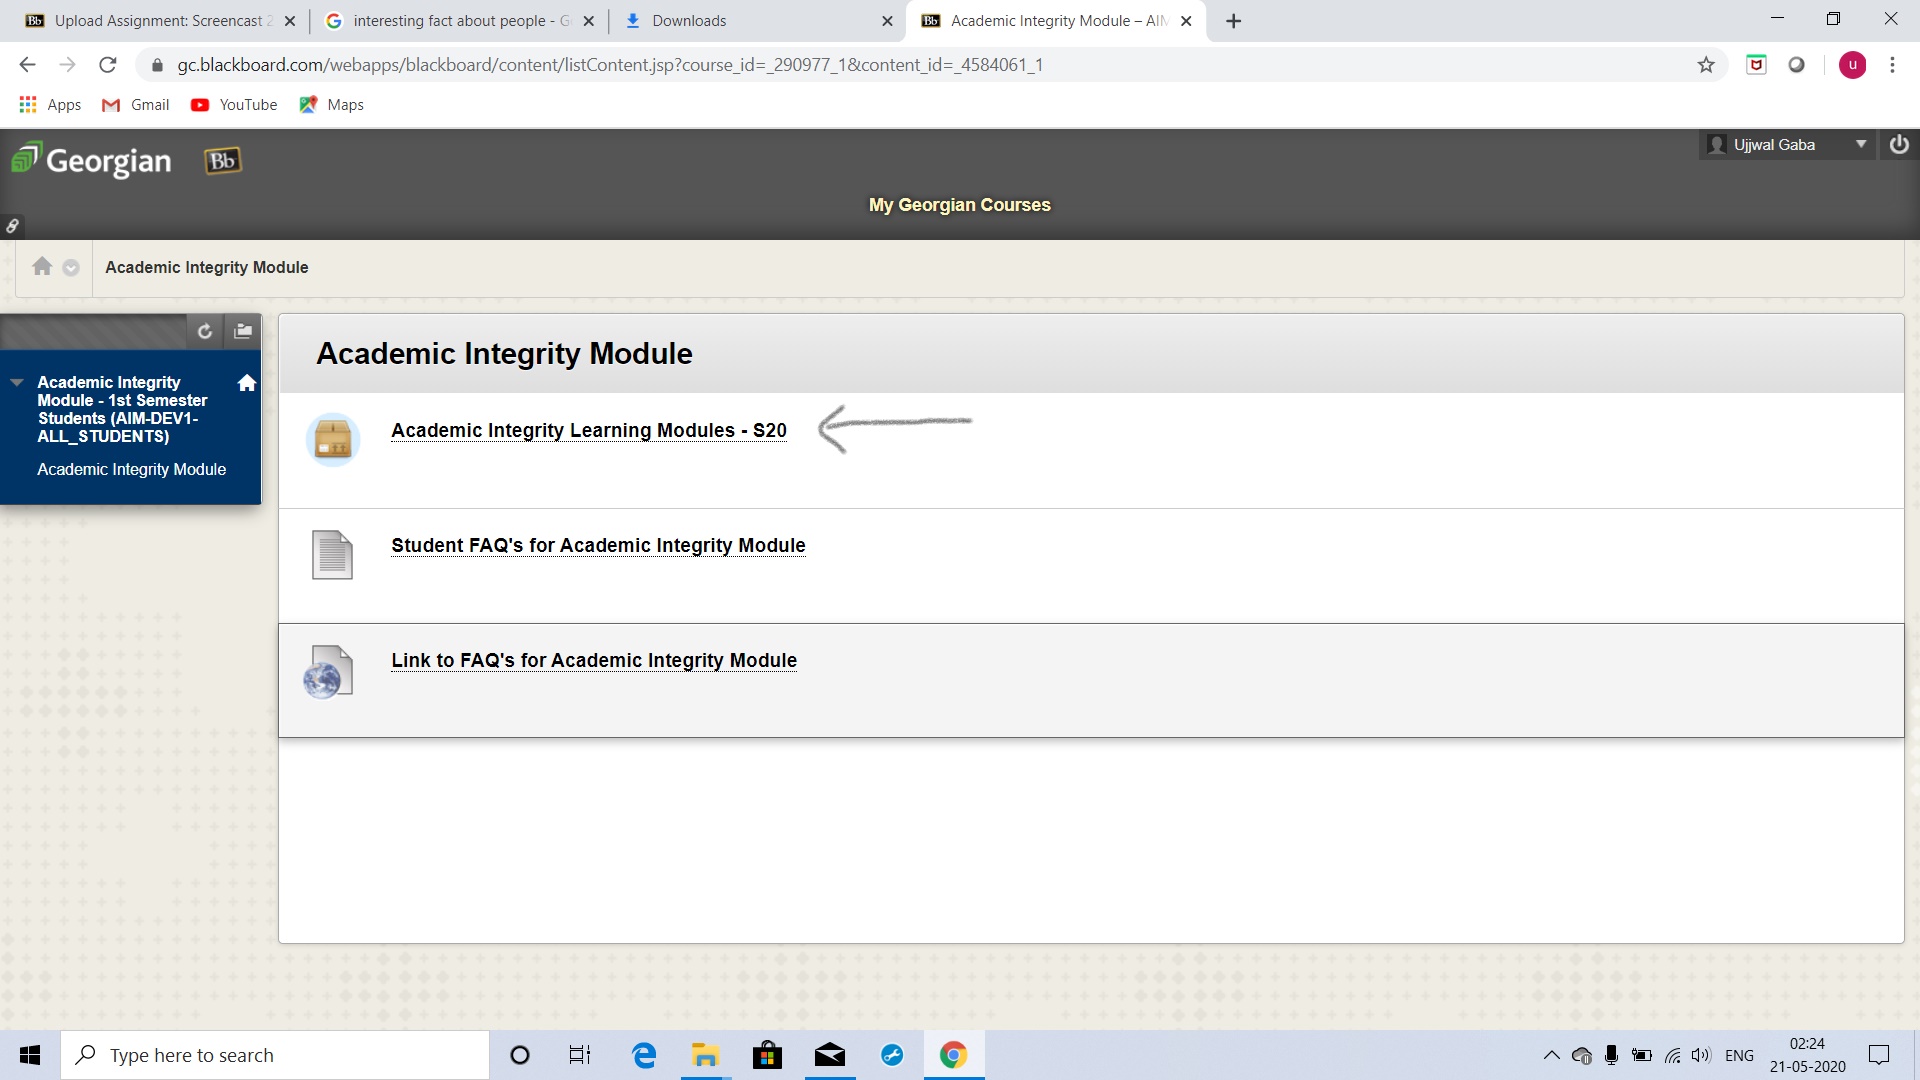 Upload Assignment: Screencast 2
interesting fact about people - G
Downloads
Academic Integrity Module – AIM
gc.blackboard.com/webapps/blackboard/content/listContent.jsp?course_id=_290977_1&content_id=_4584061_1
u
Apps
Gmail
YouTube
Maps
Georgian
Bb
Ujjwal Gaba
My Georgian Courses
Academic Integrity Module
Academic Integrity
Module - 1st Semester
Students (AIM-DEV1-
ALL_STUDENTS)
Academic Integrity Module
Academic Integrity Module
Academic Integrity Learning Modules - S20
Student FAQ's for Academic Integrity Module
Link to FAQ's for Academic Integrity Module
Type here to search
ENG
02:24
21-05-2020